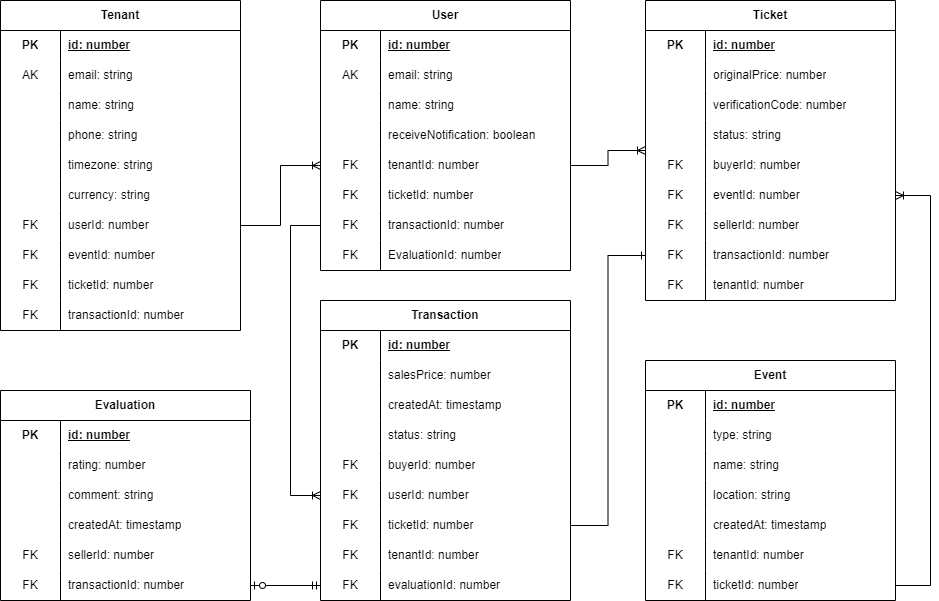 Tenant
PK id: number
AK email: string
name: string
phone: string
timezone: string
currency: string
FK userId: number
FK eventId: number
FK ticketId: number
FK transactionId: number
User
PK id: number
AK email: string
name: string
receiveNotification: boolean
FK tenantId: number
FK ticketId: number
FK transactionId: number
FK EvaluationId: number
Ticket
PK id: number
originalPrice: number
verificationCode: number
status: string
FK buyerId: number
FK eventId: number
FK sellerId: number
FK transactionId: number
FK tenantId: number
Evaluation
PK id: number
rating: number
comment: string
createdAt: timestamp
FK sellerId: number
FK transactionId: number
Transaction
PK id: number
salesPrice: number
createdAt: timestamp
status: string
FK buyerId: number
FK userId: number
FK ticketId: number
FK tenantId: number
FK evaluationId: number
Event
PK id: number
type: string
name: string
location: string
createdAt: timestamp
FK tenantId: number
FK ticketId: number